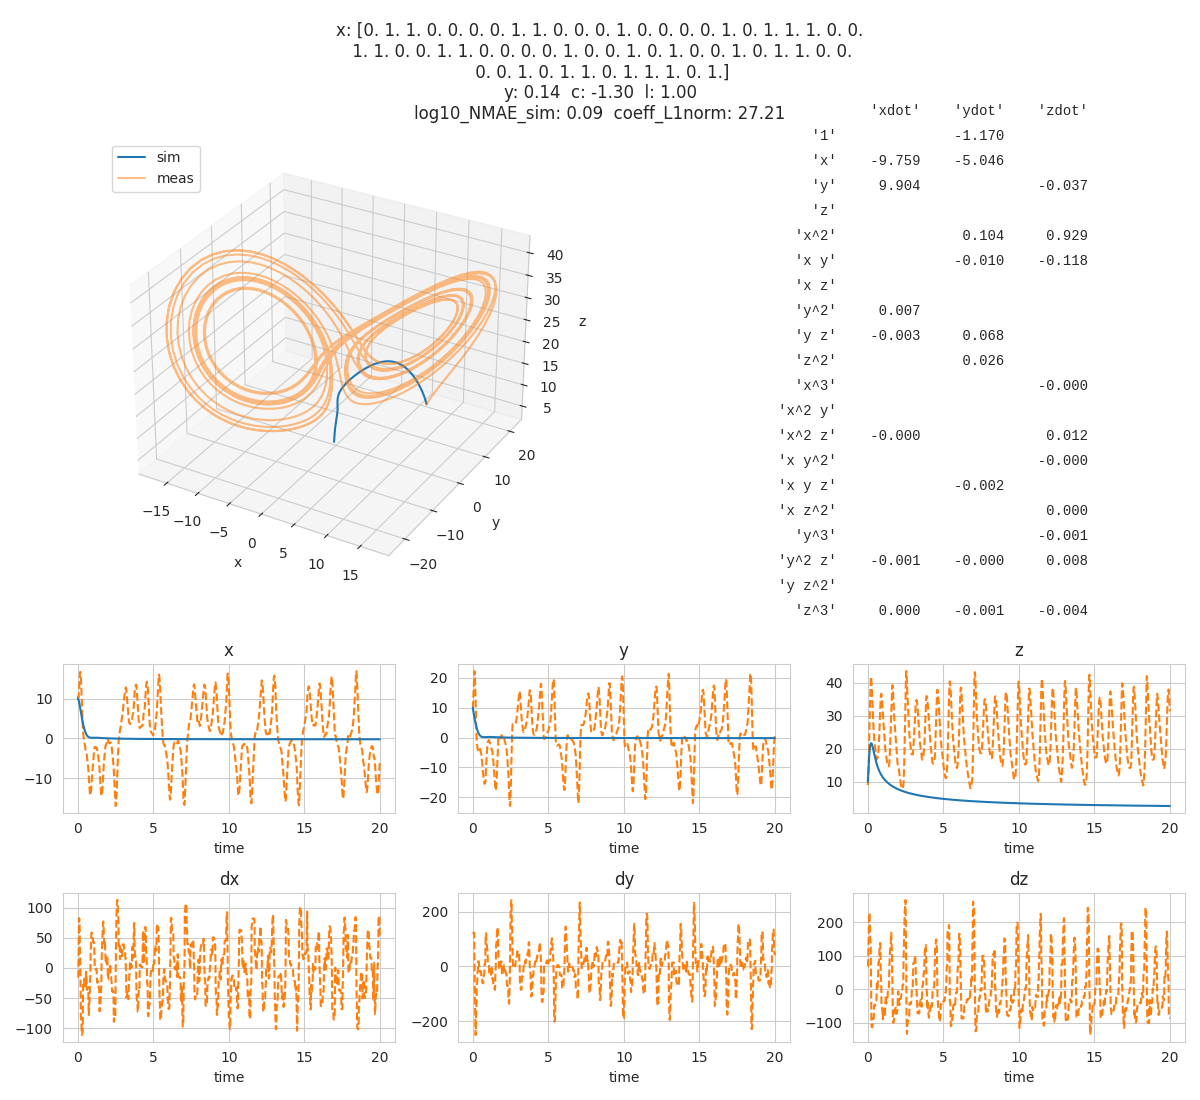 x: [0. 1. 1. 0. 0. 0. 0. 1. 1. 0. 0. 0. 1. 0. 0. 0. 0. 1. 0. 1. 1. 1. 0. 0.
1. 1. 0. 0. 1. 1. 0. 0. 0. 0. 1. 0. 0. 1. 0. 1. 0. 0. 1. 0. 1. 1. 0. 0.
0. 0. 1. 0. 1. 1. 0. 1. 1. 1. 0. 1.]
y: 0.14 c: -1.30 l: 1.00
log10_NMAE_sim: 0.09 coeff_L1norm: 27.21
'xdot' 'ydot' 'zdot'
'1' -1.170
'x' -9.759 -5.046
'y' 9.904 -0.037
'z'
'x^2' 0.104 0.929
'x y' -0.010 -0.118
'x z'
'y^2' 0.007
'y z' -0.003 0.068
'z^2' 0.026
'x^3' -0.000
'x^2 y'
'x^2 z' -0.000 0.012
'x y^2' -0.000
'x y z' -0.002
'x z^2' 0.000
'y^3' -0.001
'y^2 z' -0.001 -0.000 0.008
'y z^2'
'z^3' 0.000 -0.001 -0.004
sim
meas
40
35
30
25
20
15
10
5
z
20
10
0
−10
−20
y
−15 −10 −5 0 5 10 15
x
x
10
0
−10
0 5 10 15 20
time
y
20
10
0
−10
−20
0 5 10 15 20
time
z
40
30
20
10
0 5 10 15 20
time
dx
100
50
0
−50
−100
0 5 10 15 20
time
dy
200
0
−200
0 5 10 15 20
time
dz
200
100
0
−100
0 5 10 15 20
time